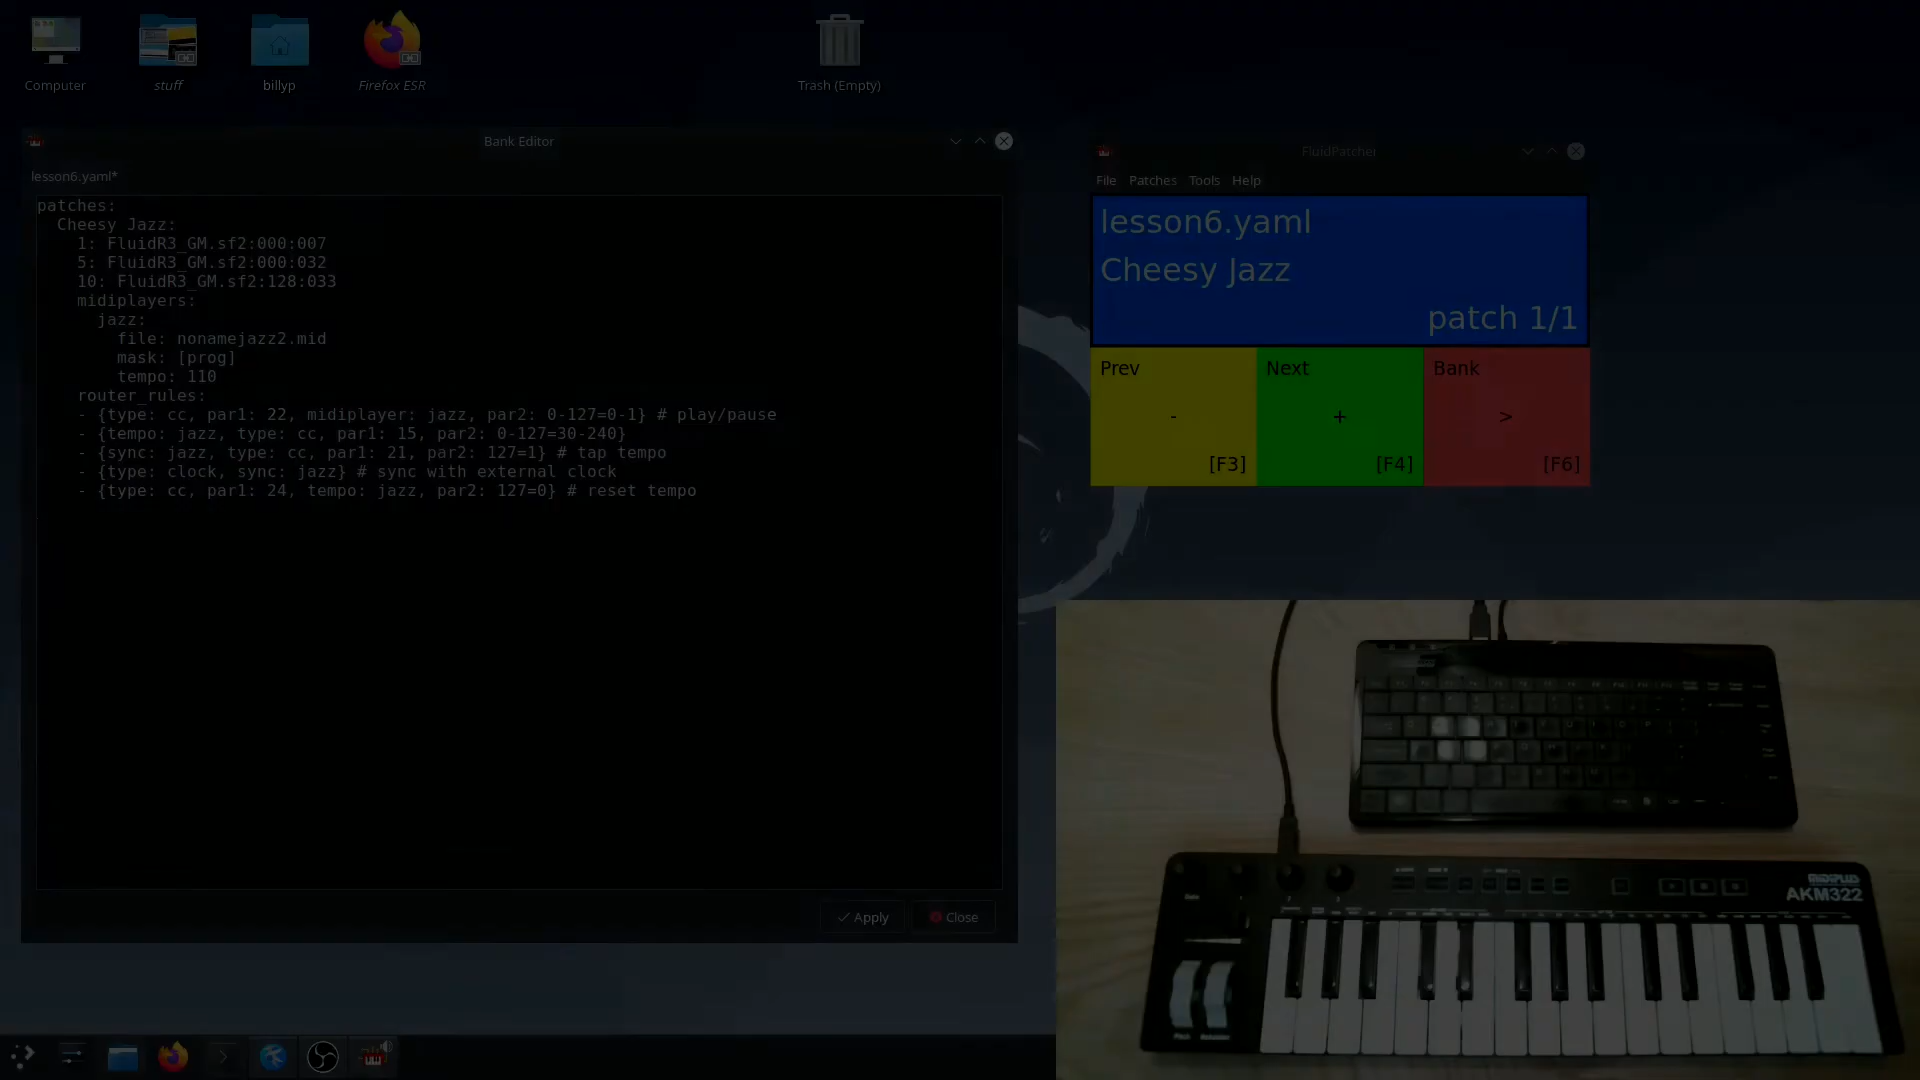 Computer
stuff
billyp
Firefox ESR
Trash (Empty)
Bank Editor
lesson6.yaml*
patches:
  Cheesy Jazz:
    1: FluidR3_GM.sf2:000:007
    5: FluidR3_GM.sf2:000:032
    10: FluidR3_GM.sf2:128:033
    midiplayers:
      jazz:
        file: nonamejazz2.mid
        mask: [prog]
        tempo: 110
    router_rules:
    - {type: cc, par1: 22, midiplayer: jazz, par2: 0-127=0-1} # play/pause
    - {tempo: jazz, type: cc, par1: 15, par2: 0-127=30-240}
    - {sync: jazz, type: cc, par1: 21, par2: 127=1} # tap tempo
    - {type: clock, sync: jazz} # sync with external clock
    - {type: cc, par1: 24, tempo: jazz, par2: 127=0} # reset tempo
Apply
Close
FluidPatcher
File Patches Tools Help
lesson6.yaml
Cheesy Jazz
patch 1/1
Prev Next Bank
- + >
[F3] [F4] [F6]
MIDIPLUS
AKM322
Pitch